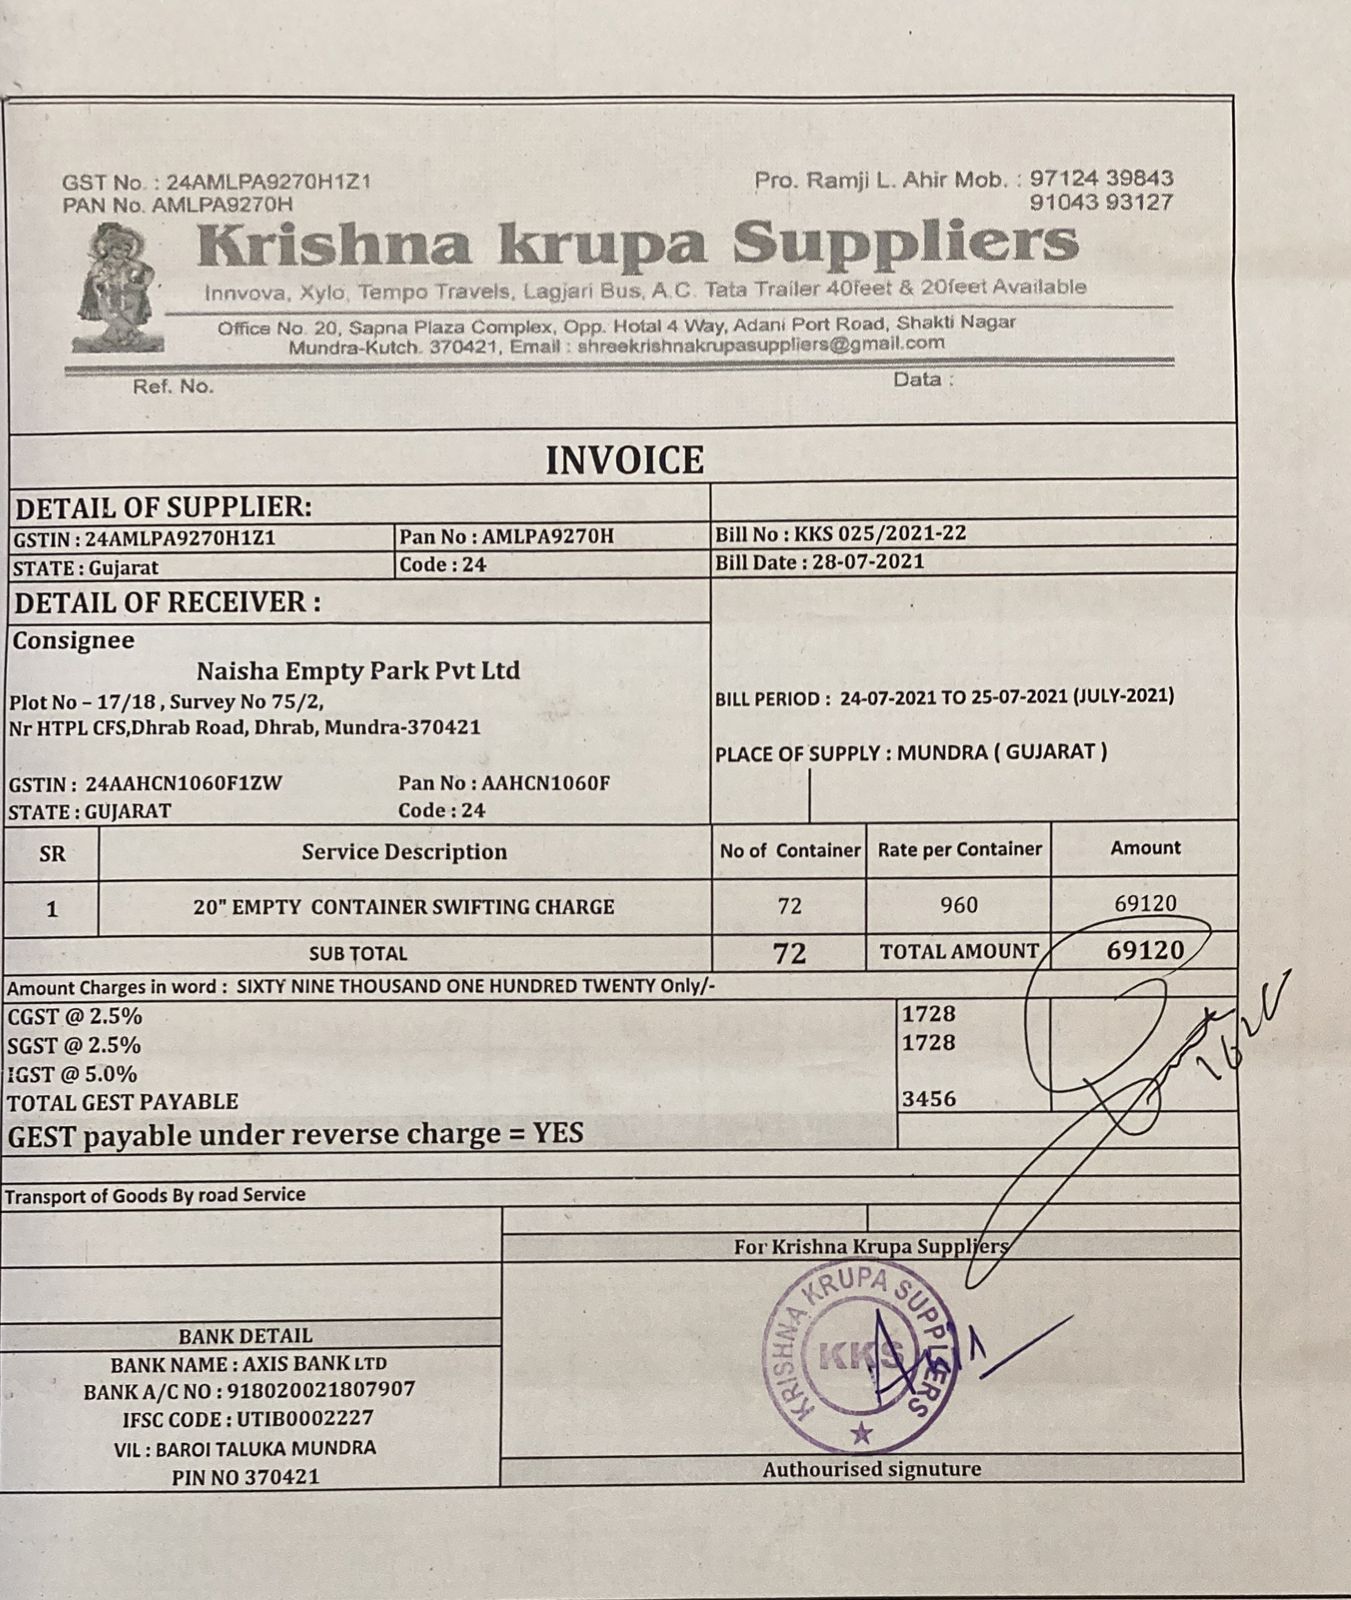 GST No. : 24AMLPA9270H1Z1
Pro. Ramji L. Ahir Mob. : 97124 39843
PAN No. AMLPA9270H
91043 93127
Krishna krupa Suppliers
Innvova, Xylo, Tempo Travels, Lagjari Bus, A.C. Tata Trailer 40feet & 20feet Available
Office No. 20, Sapna Plaza Complex, Opp. Hotal 4 Way, Adani Port Road, Shakti Nagar
Mundra-Kutch. 370421, Email : shreekrishnakrupasuppliers@gmail.com
Ref. No.
Data :
INVOICE
DETAIL OF SUPPLIER:
GSTIN : 24AMLPA9270H1Z1
Pan No : AMLPA9270H
Bill No : KKS 025/2021-22
STATE : Gujarat
Code : 24
Bill Date : 28-07-2021
DETAIL OF RECEIVER :
Consignee
Naisha Empty Park Pvt Ltd
Plot No – 17/18 , Survey No 75/2,
Nr HTPL CFS,Dhrab Road, Dhrab, Mundra-370421
BILL PERIOD : 24-07-2021 TO 25-07-2021 (JULY-2021)
PLACE OF SUPPLY : MUNDRA ( GUJARAT )
GSTIN : 24AAHCN1060F1ZW
Pan No : AAHCN1060F
STATE : GUJARAT
Code : 24
SR
Service Description
No of Container
Rate per Container
Amount
1
20" EMPTY CONTAINER SWIFTING CHARGE
72
960
69120
SUB TOTAL
72
TOTAL AMOUNT
69120
Amount Charges in word : SIXTY NINE THOUSAND ONE HUNDRED TWENTY Only/-
CGST @ 2.5%
1728
SGST @ 2.5%
1728
IGST @ 5.0%
TOTAL GEST PAYABLE
3456
GEST payable under reverse charge = YES
Transport of Goods By road Service
For Krishna Krupa Suppliers
KRISHNA KRUPA SUPPLIERS
KKS
BANK DETAIL
BANK NAME : AXIS BANK LTD
BANK A/C NO : 918020021807907
IFSC CODE : UTIB0002227
VIL : BAROI TALUKA MUNDRA
PIN NO 370421
Authourised signuture